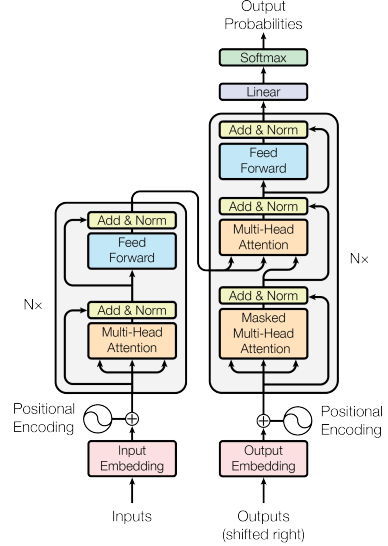 Output
Probabilities
Softmax
Linear
Add & Norm
Feed
Forward
Add & Norm
Multi-Head
Attention
Nx
Add & Norm
Masked
Multi-Head
Attention
Add & Norm
Feed
Forward
Nx
Add & Norm
Multi-Head
Attention
Positional
Encoding
Positional
Encoding
Input
Embedding
Output
Embedding
Inputs
Outputs
(shifted right)